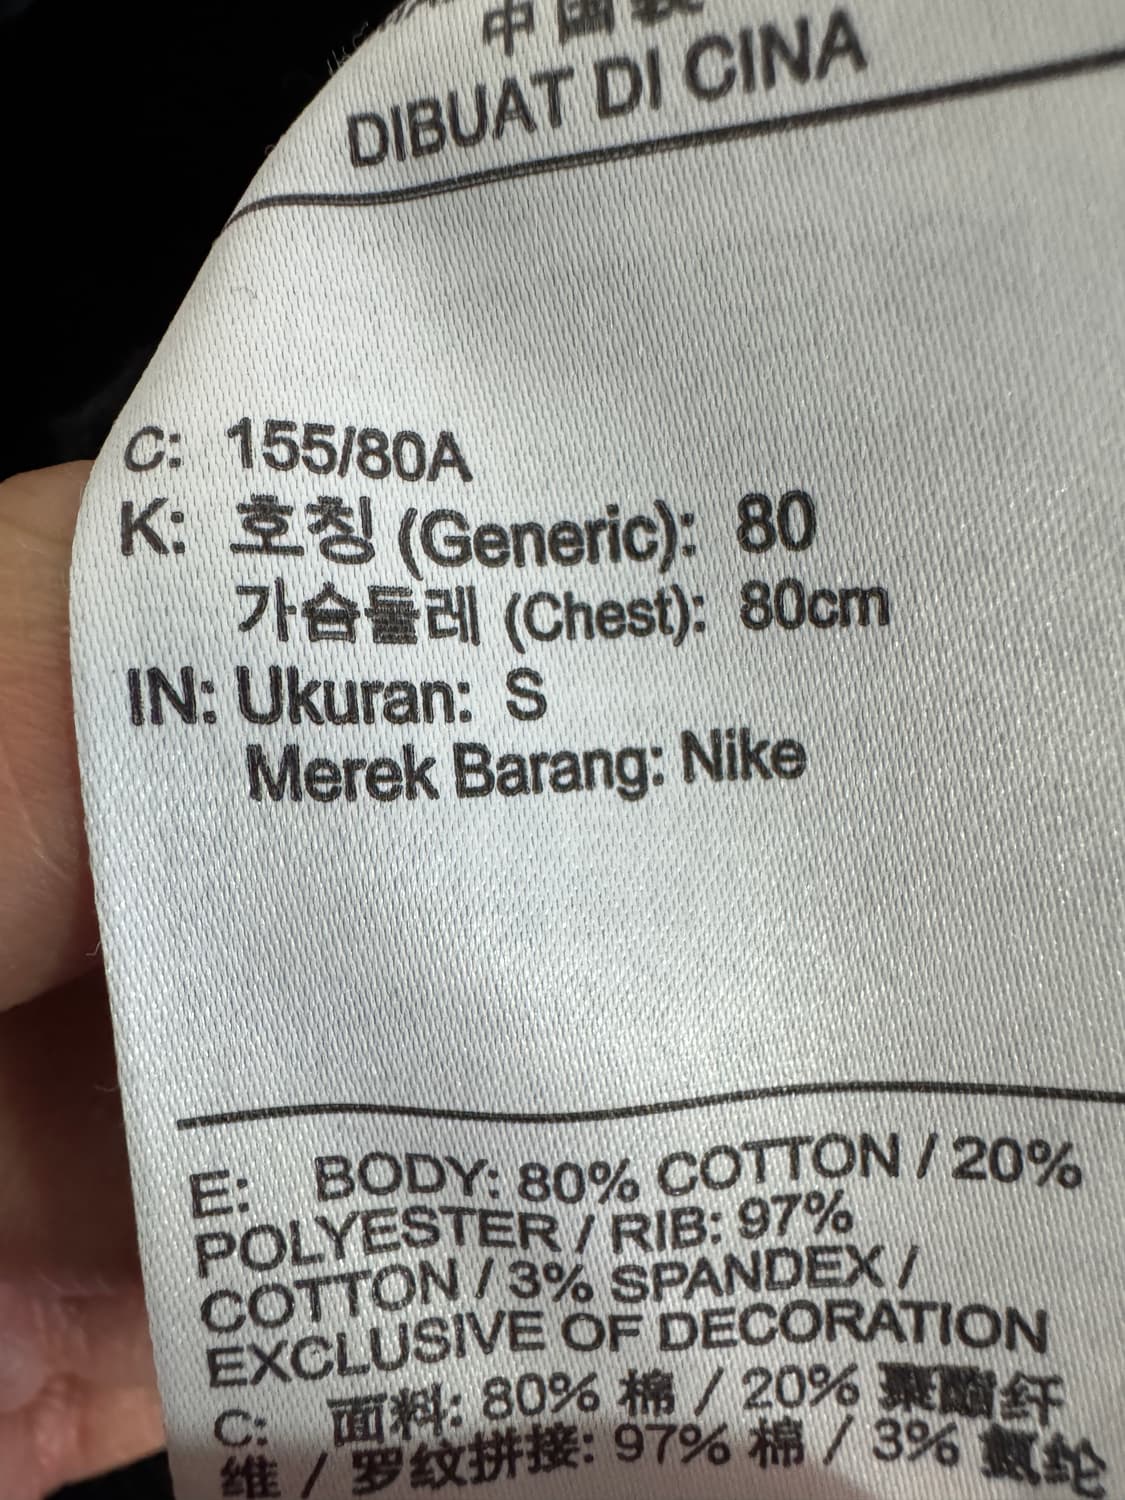 中國製
DIBUAT DI CINA
C: 155/80A
K: 호칭 (Generic): 80
가슴둘레 (Chest): 80cm
IN: Ukuran: S
Merek Barang: Nike
E: BODY: 80% COTTON / 20%
POLYESTER / RIB: 97%
COTTON / 3% SPANDEX /
EXCLUSIVE OF DECORATION
C: 面料: 80% 棉 / 20% 聚酯纤
维 / 罗纹拼接: 97% 棉 / 3% 氨纶